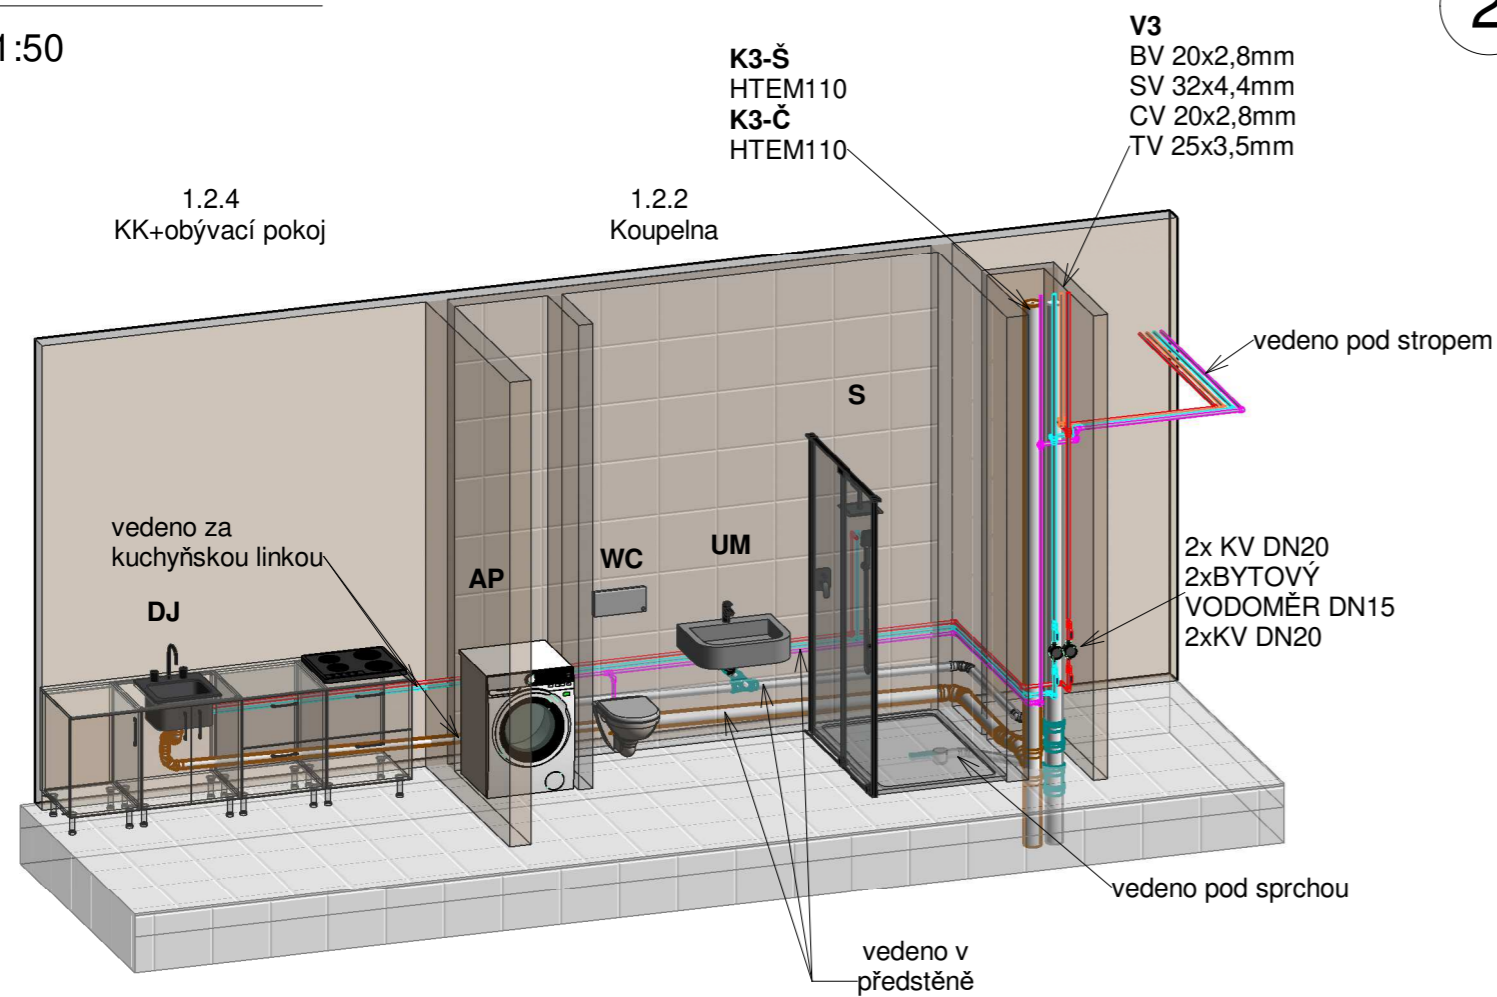 1:50
2
K3-Š
HTEM110
K3-Č
HTEM110
V3
BV 20x2,8mm
SV 32x4,4mm
CV 20x2,8mm
TV 25x3,5mm
1.2.4
KK+obývací pokoj
1.2.2
Koupelna
vedeno pod stropem
S
vedeno za
kuchyňskou linkou
DJ
AP
WC
UM
2x KV DN20
2xBYTOVÝ
VODOMĚR DN15
2xKV DN20
vedeno pod sprchou
vedeno v
předstěně